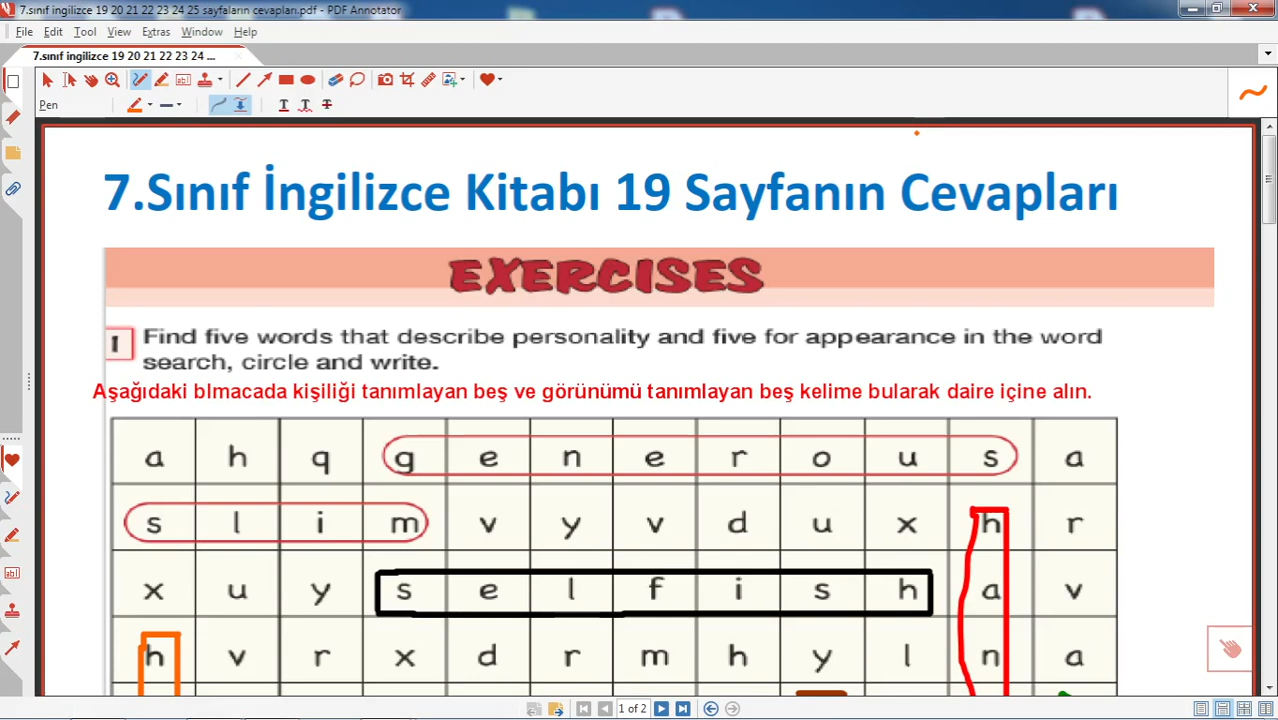 7.sınıf ingilizce 19 20 21 22 23 24 25 sayfaların cevapları.pdf - PDF Annotator
File Edit Tool View Extras Window Help
7.sınıf ingilizce 19 20 21 22 23 24 ...
Pen
7.Sınıf İngilizce Kitabı 19 Sayfanın Cevapları
EXERCISES
1 Find five words that describe personality and five for appearance in the word
search, circle and write.
Aşağıdaki blmacada kişiliği tanımlayan beş ve görünümü tanımlayan beş kelime bularak daire içine alın.
a h q g e n e r o u s a
s l i m v y v d u x h r
x u y s e l f i s h a v
h v r x d r m h y l n a
1 of 2